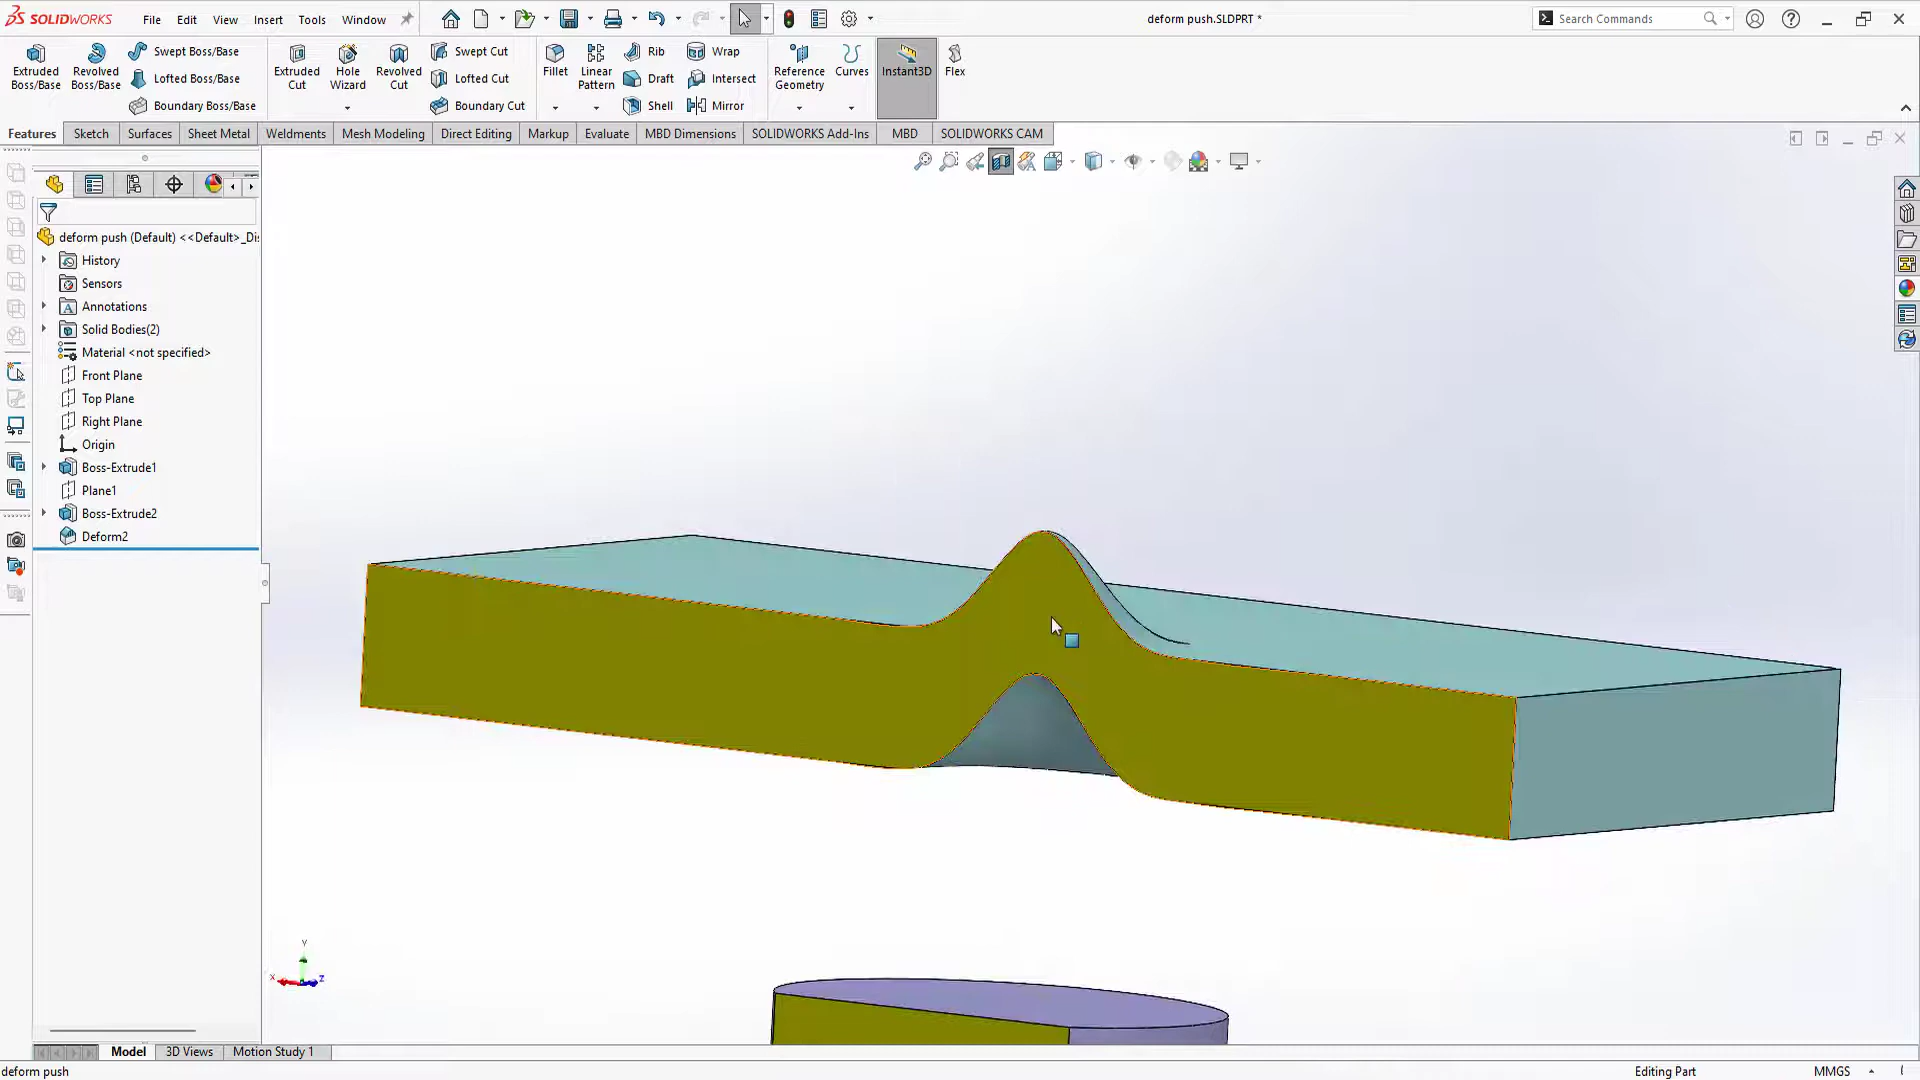 SOLIDWORKS File Edit View Insert Tools Window deform push.SLDPRT * Search Commands
Extruded Boss/Base
Revolved Boss/Base
Swept Boss/Base
Lofted Boss/Base
Boundary Boss/Base
Extruded Cut
Hole Wizard
Revolved Cut
Swept Cut
Lofted Cut
Boundary Cut
Fillet
Linear Pattern
Rib
Draft
Shell
Wrap
Intersect
Mirror
Reference Geometry
Curves
Instant3D
Flex
Features Sketch Surfaces Sheet Metal Weldments Mesh Modeling Direct Editing Markup Evaluate MBD Dimensions SOLIDWORKS Add-Ins MBD SOLIDWORKS CAM
deform push (Default) <<Default>_Di
History
Sensors
Annotations
Solid Bodies(2)
Material <not specified>
Front Plane
Top Plane
Right Plane
Origin
Boss-Extrude1
Plane1
Boss-Extrude2
Deform2
Y
X
Z
Model 3D Views Motion Study 1
deform push Editing Part MMGS